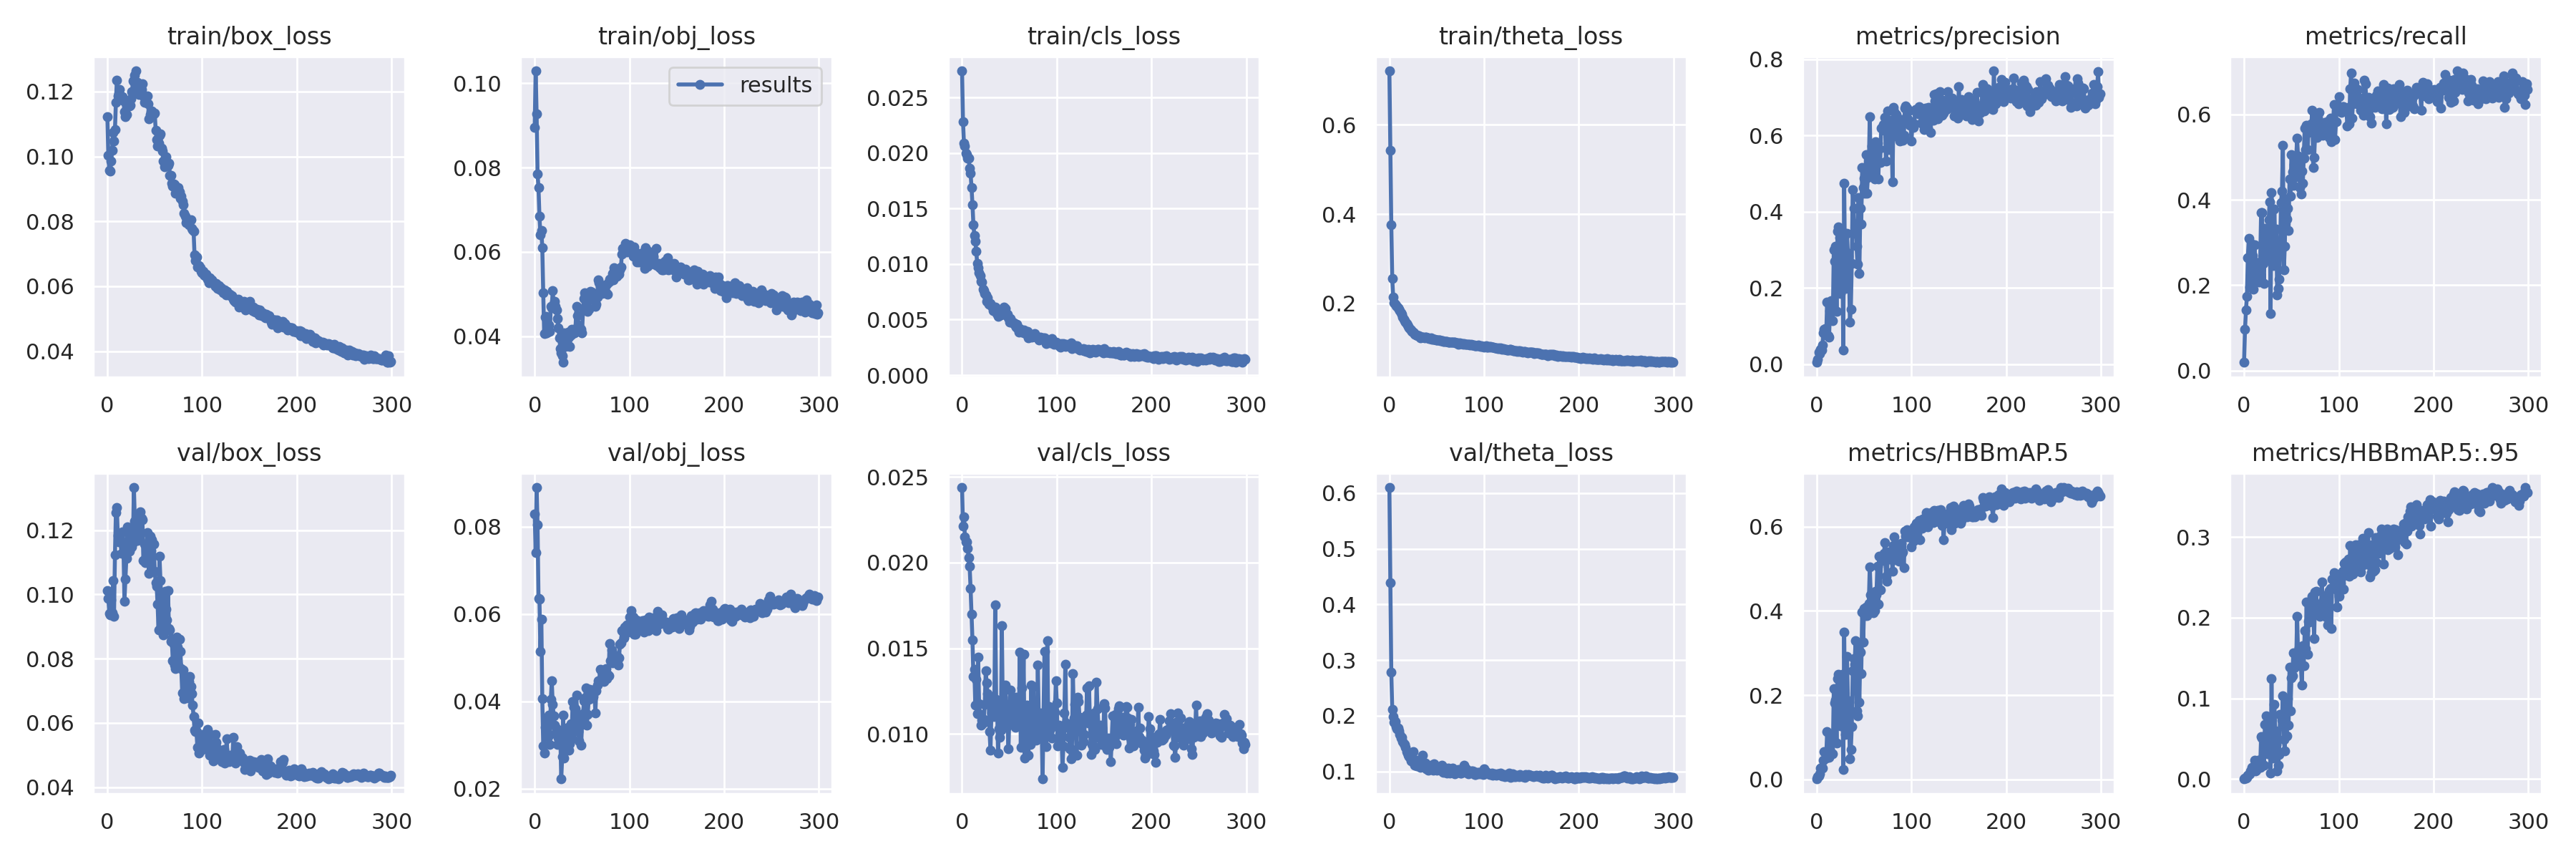 train/box_loss train/obj_loss train/cls_loss train/theta_loss metrics/precision metrics/recall
results
0.12 0.10 0.08 0.06 0.04
0.10 0.08 0.06 0.04
0.025 0.020 0.015 0.010 0.005 0.000
0.6 0.4 0.2
0.8 0.6 0.4 0.2 0.0
0.6 0.4 0.2 0.0
0 100 200 300 0 100 200 300 0 100 200 300 0 100 200 300 0 100 200 300 0 100 200 300
val/box_loss val/obj_loss val/cls_loss val/theta_loss metrics/HBBmAP.5 metrics/HBBmAP.5:.95
0.12 0.10 0.08 0.06 0.04
0.08 0.06 0.04 0.02
0.025 0.020 0.015 0.010
0.6 0.5 0.4 0.3 0.2 0.1
0.6 0.4 0.2 0.0
0.3 0.2 0.1 0.0
0 100 200 300 0 100 200 300 0 100 200 300 0 100 200 300 0 100 200 300 0 100 200 300